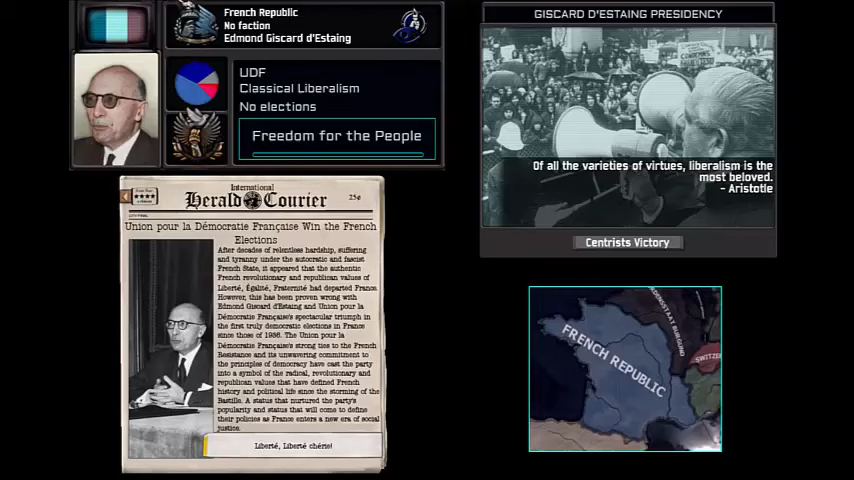 French Republic
No faction
Edmond Giscard d'Estaing
UDF
Classical Liberalism
No elections
Freedom for the People
GISCARD D'ESTAING PRESIDENCY
Of all the varieties of virtues, liberalism is the
most beloved.
- Aristotle
Centrists Victory
International
Herald Courier
25¢
Union pour la Démocratie Française Win the French
Elections
After decades of relentless hardship, suffering
and tyranny under the autocratic and fascist
French State, it appeared that the authentic
French revolutionary and republican values of
Liberté, Égalité, Fraternité had departed France.
However, this has been proven wrong with
Edmond Giscard d'Estaing and Union pour la
Démocratie Française's spectacular triumph in
the first truly democratic elections in France
since those of 1936. The Union pour la
Démocratie Française's strong ties to the French
Resistance and its unwavering commitment to
the principles of democracy have cast the party
into a symbol of the radical, revolutionary and
republican values that have defined French
history and political life since the storming of the
Bastille. A status that nurtured the party's
popularity and status that will come to define
their policies as France enters a new era of social
justice.
Liberté, Liberté chérie!
FRENCH REPUBLIC
BURGUND
SWITZE